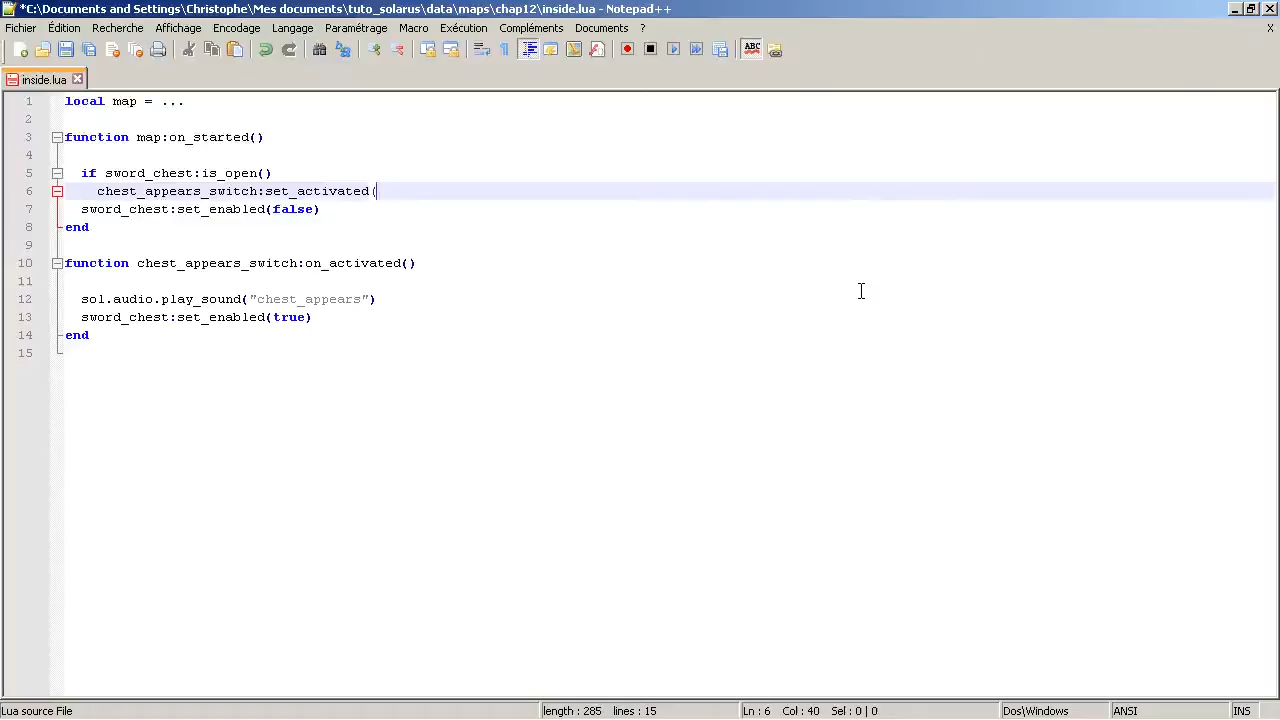 *C:\Documents and Settings\Christophe\Mes documents\tuto_solarus\data\maps\chap12\inside.lua - Notepad++
Fichier Édition Recherche Affichage Encodage Langage Paramétrage Macro Exécution Compléments Documents ? X
ABC
inside.lua
1 local map = ...
2
3 function map:on_started()
4
5 if sword_chest:is_open()
6 chest_appears_switch:set_activated(
7 sword_chest:set_enabled(false)
8 end
9
10 function chest_appears_switch:on_activated()
11
12 sol.audio.play_sound("chest_appears")
13 sword_chest:set_enabled(true)
14 end
15
Lua source File length : 285 lines : 15 Ln : 6 Col : 40 Sel : 0 | 0 Dos\Windows ANSI INS